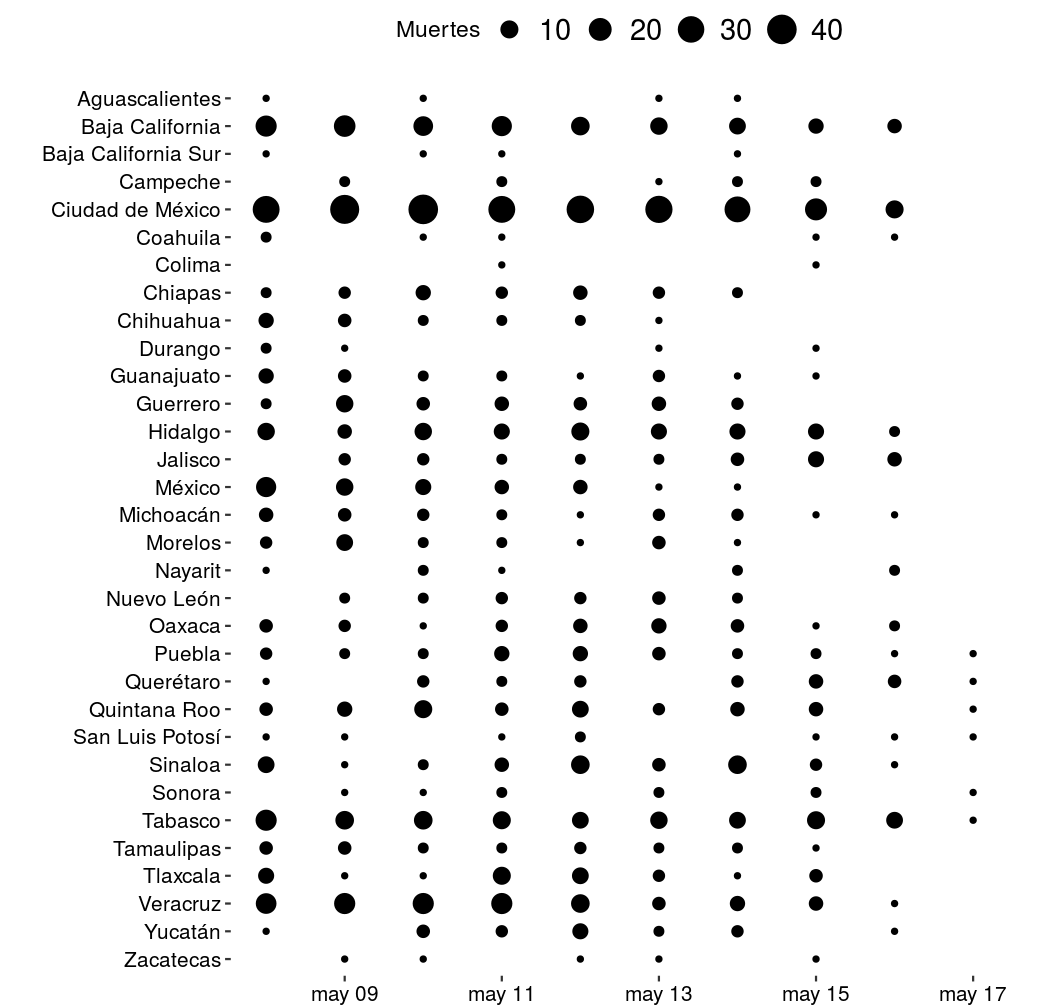 Muertes 10 20 30 40
Aguascalientes
Baja California
Baja California Sur
Campeche
Ciudad de México
Coahuila
Colima
Chiapas
Chihuahua
Durango
Guanajuato
Guerrero
Hidalgo
Jalisco
México
Michoacán
Morelos
Nayarit
Nuevo León
Oaxaca
Puebla
Querétaro
Quintana Roo
San Luis Potosí
Sinaloa
Sonora
Tabasco
Tamaulipas
Tlaxcala
Veracruz
Yucatán
Zacatecas
may 09 may 11 may 13 may 15 may 17